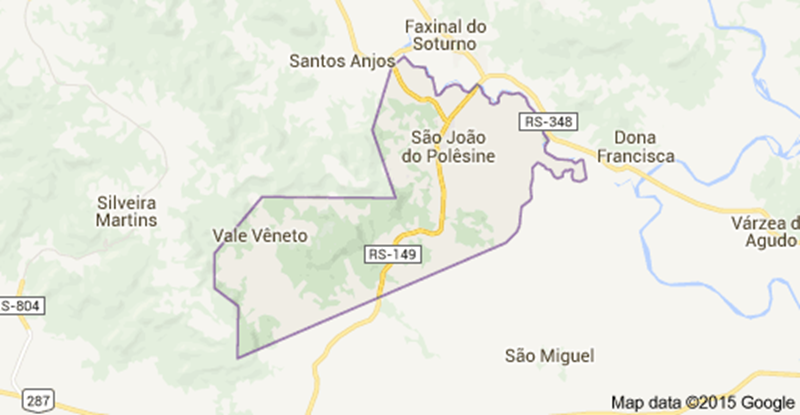 Faxinal do
Soturno
Santos Anjos
RS-348
São João
do Polêsine
Dona
Francisca
Silveira
Martins
Várzea d
Agudo
Vale Vêneto
RS-149
S-804
São Miguel
287
Map data ©2015 Google